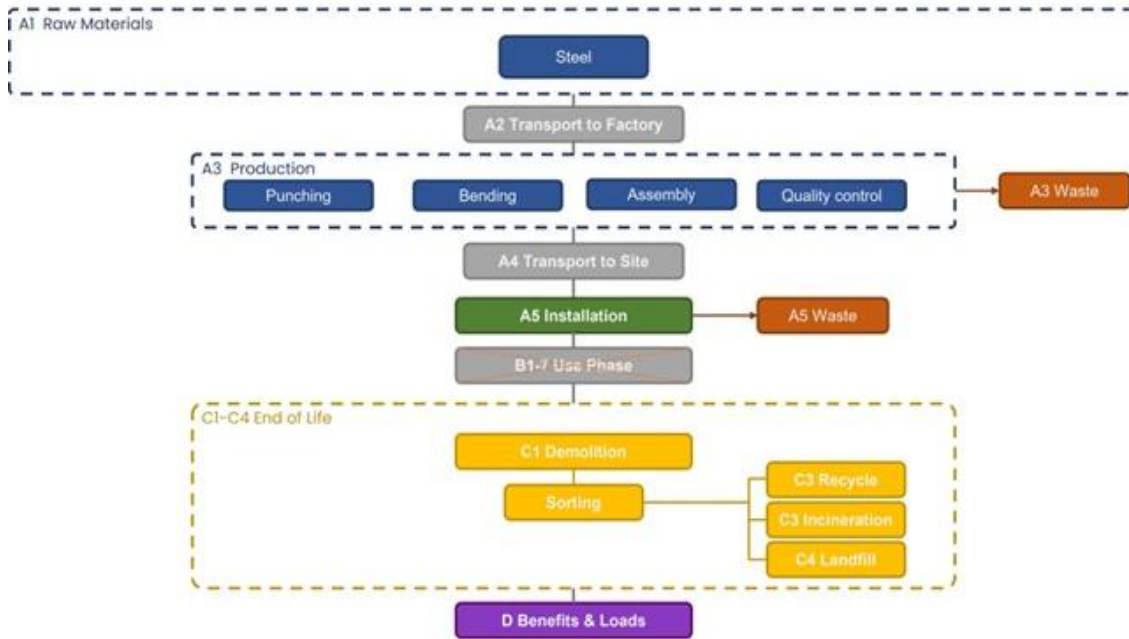 A1 Raw Materials
Steel
A2 Transport to Factory
A3 Production
Punching
Bending
Assembly
Quality control
A3 Waste
A4 Transport to Site
A5 Installation
A5 Waste
B1-7 Use Phase
C1-C4 End of Life
C1 Demolition
Sorting
C3 Recycle
C3 Incineration
C4 Landfill
D Benefits & Loads